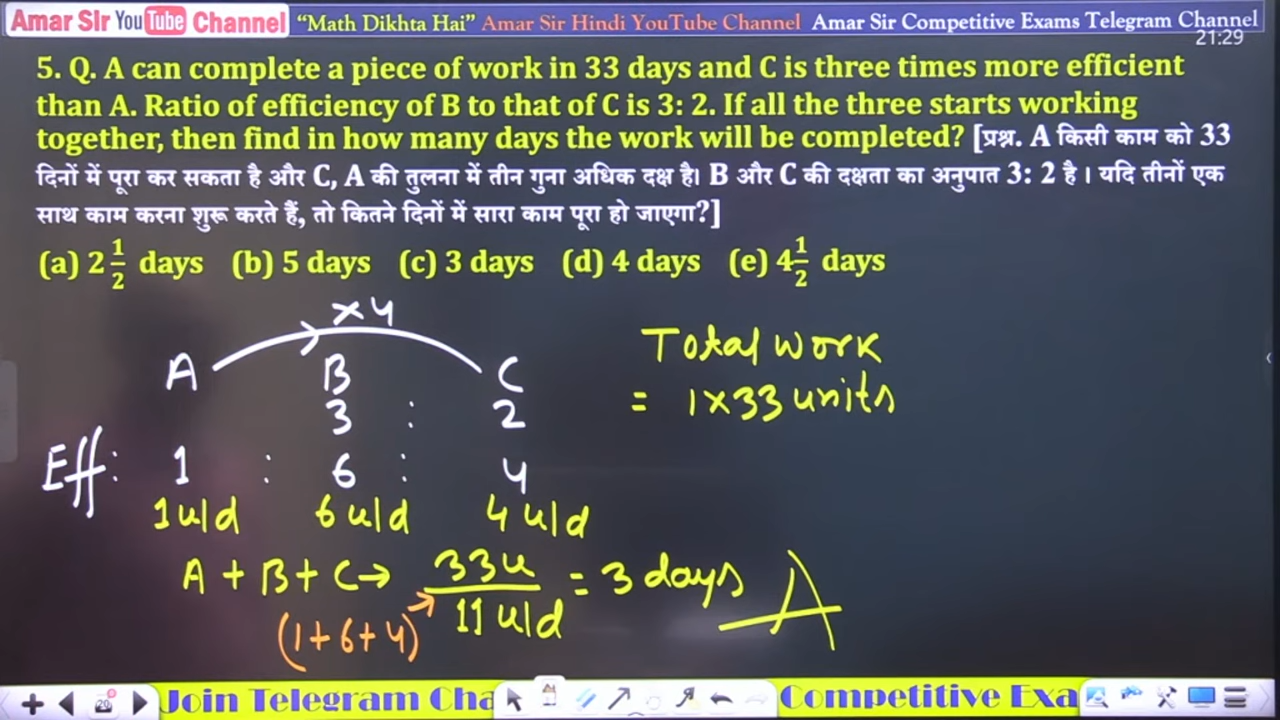 Amar SIr YouTube Channel "Math Dikhta Hai" Amar Sir Hindi YouTube Channel Amar Sir Competitive Exams Telegram Channel
21:29
5. Q. A can complete a piece of work in 33 days and C is three times more efficient
than A. Ratio of efficiency of B to that of C is 3: 2. If all the three starts working
together, then find in how many days the work will be completed? [प्रश्न. A किसी काम को 33
दिनों में पूरा कर सकता है और C, A की तुलना में तीन गुना अधिक दक्ष है। B और C की दक्षता का अनुपात 3: 2 है। यदि तीनों एक
साथ काम करना शुरू करते हैं, तो कितने दिनों में सारा काम पूरा हो जाएगा?]
(a) 2 1/2 days (b) 5 days (c) 3 days (d) 4 days (e) 4 1/2 days
×4
A B C
3 : 2
Eff: 1 : 6 : 4
1u/d 6u/d 4u/d
Total work
= 1×33 units
A + B + C → 33u / 11u/d = 3 days A
(1+6+4)
20
Join Telegram Cha
Competitive Exa